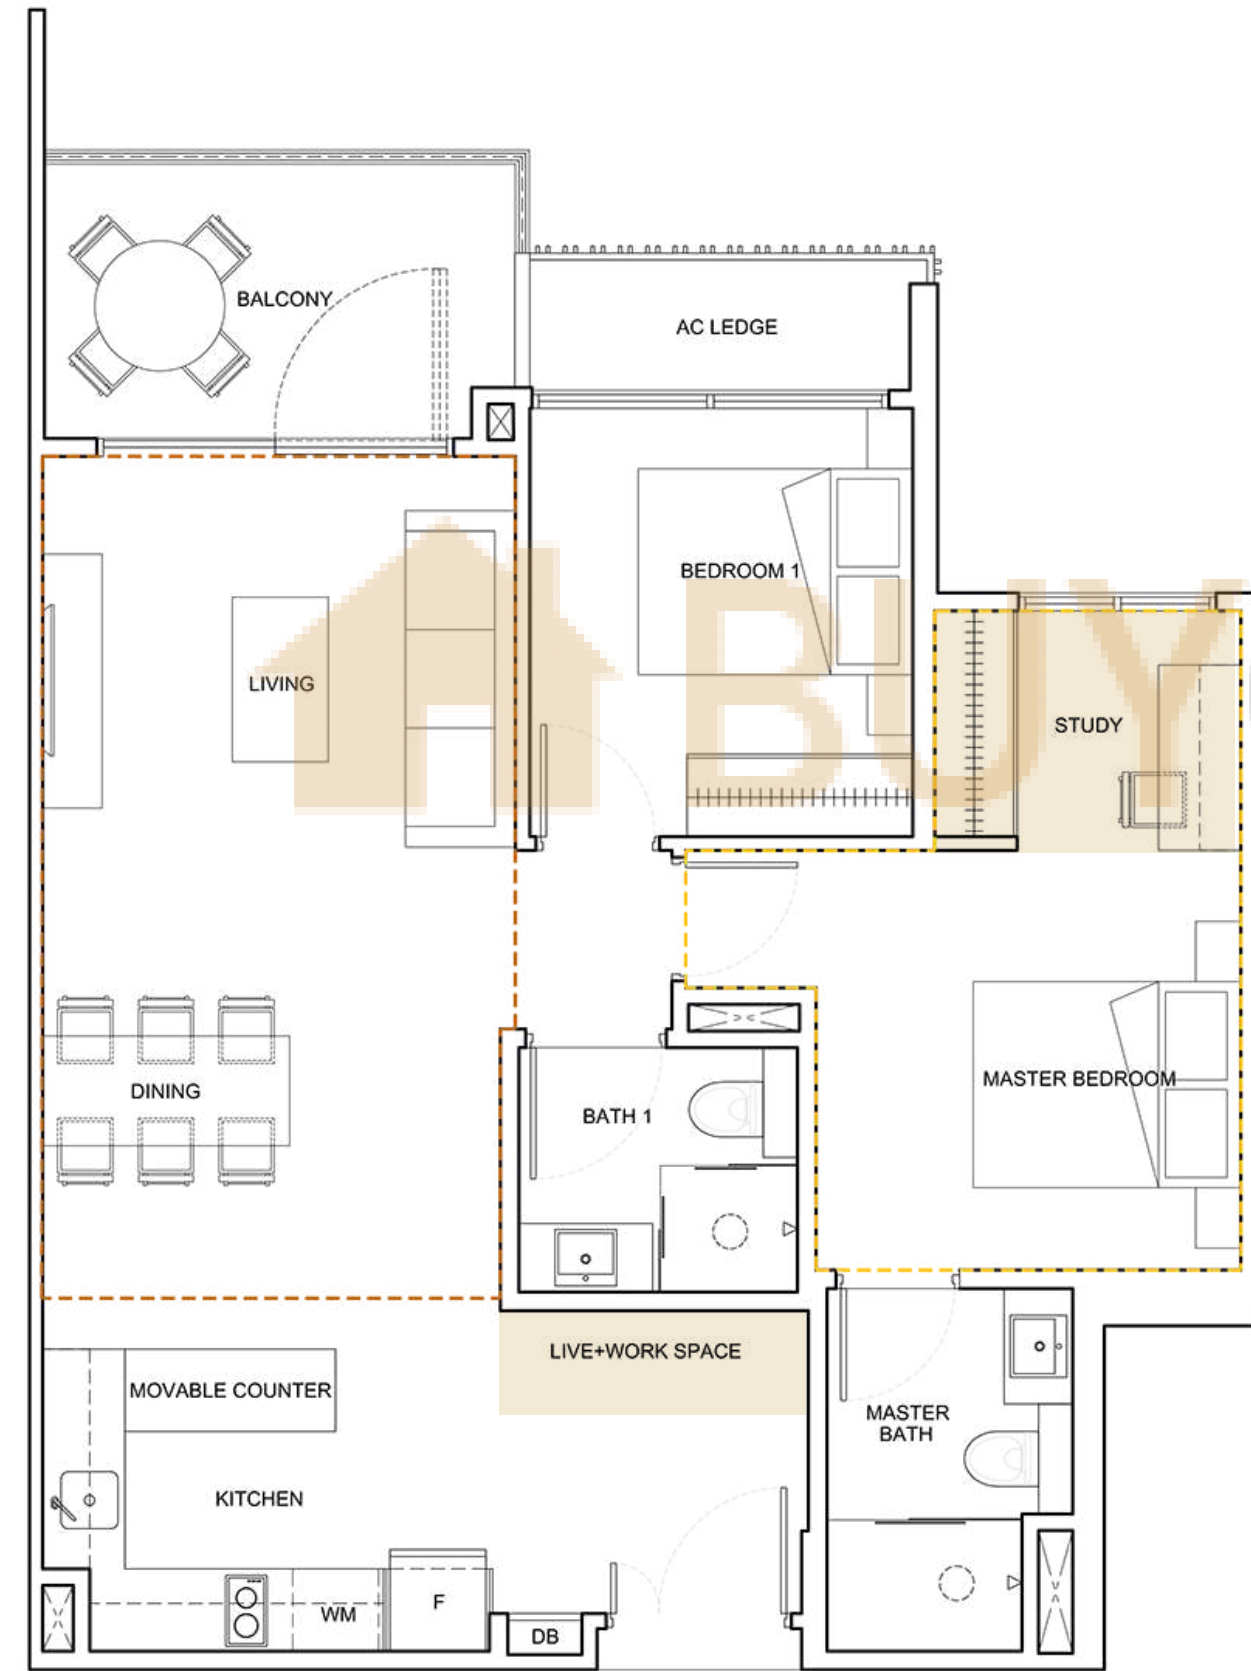 BALCONY
AC LEDGE
BEDROOM 1
BUY
LIVING
STUDY
DINING
BATH 1
MASTER BEDROOM
LIVE+WORK SPACE
MOVABLE COUNTER
MASTER
BATH
KITCHEN
WM
F
DB